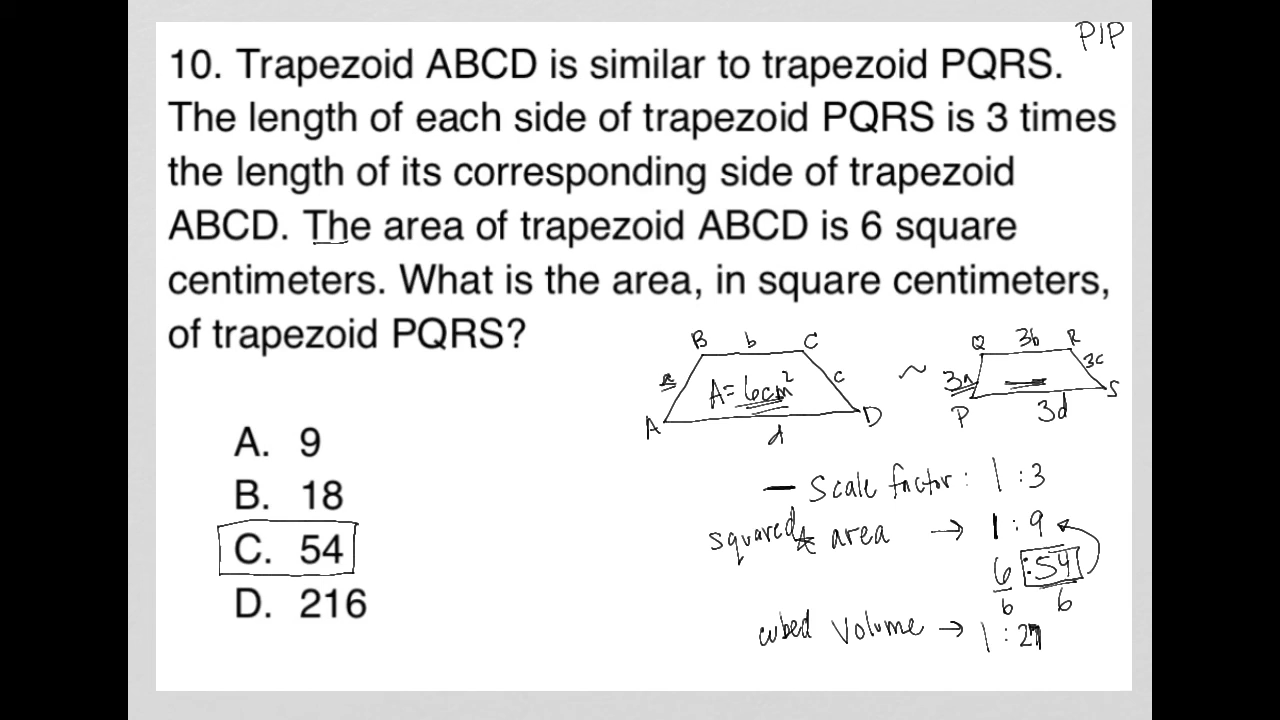 PIP
10. Trapezoid ABCD is similar to trapezoid PQRS.
The length of each side of trapezoid PQRS is 3 times
the length of its corresponding side of trapezoid
ABCD. The area of trapezoid ABCD is 6 square
centimeters. What is the area, in square centimeters,
of trapezoid PQRS?
B b C
A = 6cm²
c
A
d
D
~
Q 3b R
3c
3a
S
P
3d
A. 9
B. 18
C. 54
D. 216
— Scale factor: 1 : 3
squared area → 1 : 9
6 : 54
6 6
cubed Volume → 1 : 27